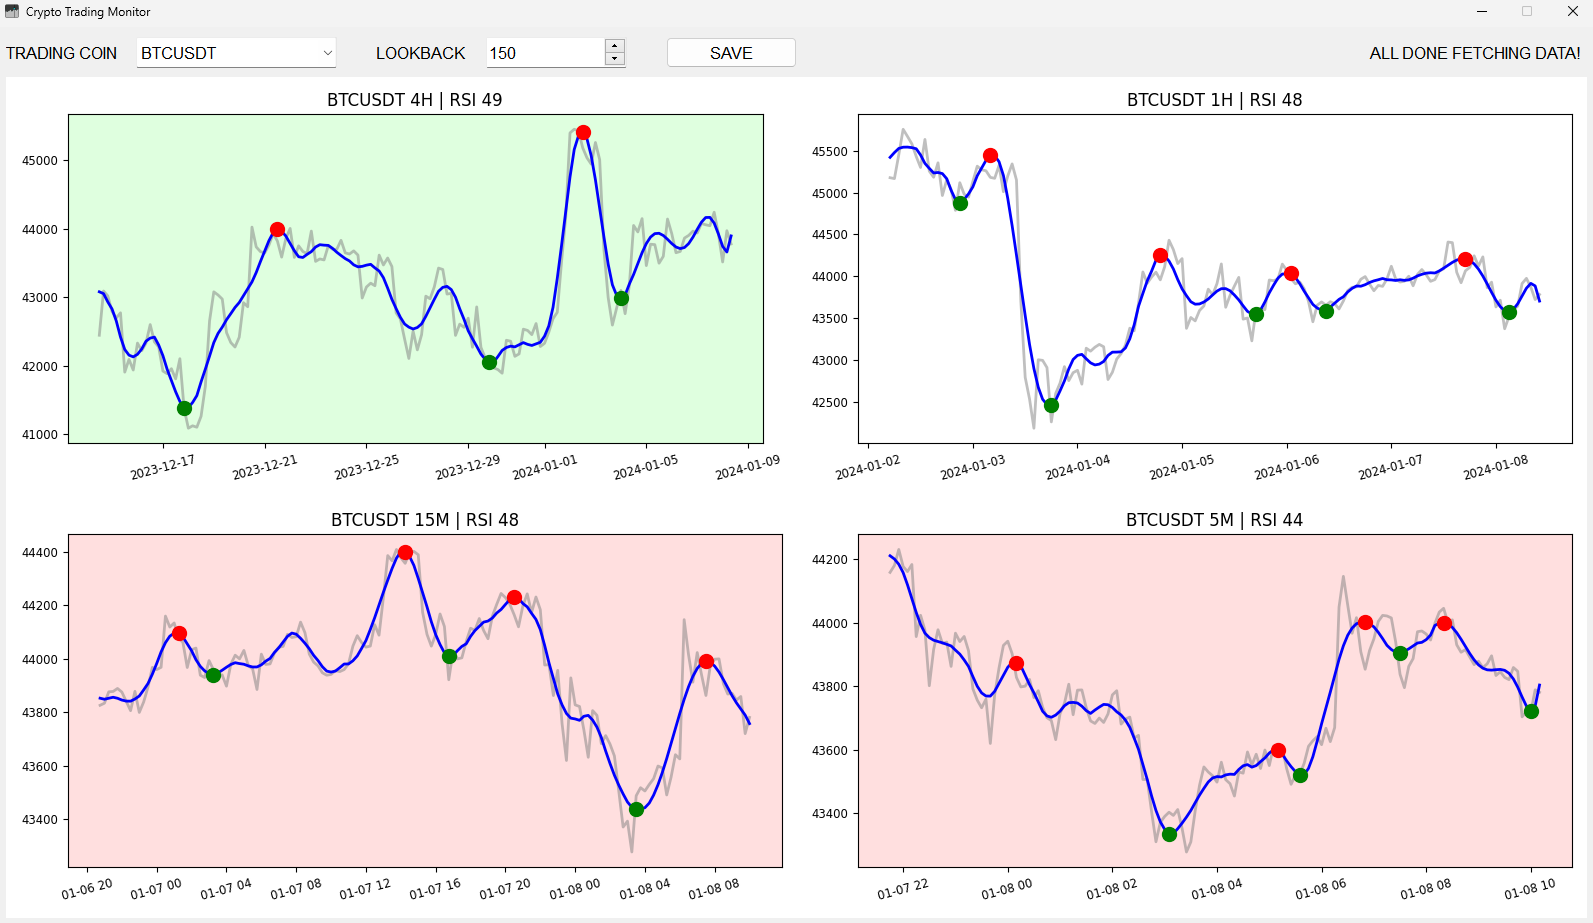 Crypto Trading Monitor
TRADING COIN BTCUSDT LOOKBACK 150 SAVE ALL DONE FETCHING DATA!
BTCUSDT 4H | RSI 49
45000
44000
43000
42000
41000
2023-12-17 2023-12-21 2023-12-25 2023-12-29 2024-01-01 2024-01-05 2024-01-09
BTCUSDT 1H | RSI 48
45500
45000
44500
44000
43500
43000
42500
2024-01-02 2024-01-03 2024-01-04 2024-01-05 2024-01-06 2024-01-07 2024-01-08
BTCUSDT 15M | RSI 48
44400
44200
44000
43800
43600
43400
01-06 20 01-07 00 01-07 04 01-07 08 01-07 12 01-07 16 01-07 20 01-08 00 01-08 04 01-08 08
BTCUSDT 5M | RSI 44
44200
44000
43800
43600
43400
01-07 22 01-08 00 01-08 02 01-08 04 01-08 06 01-08 08 01-08 10